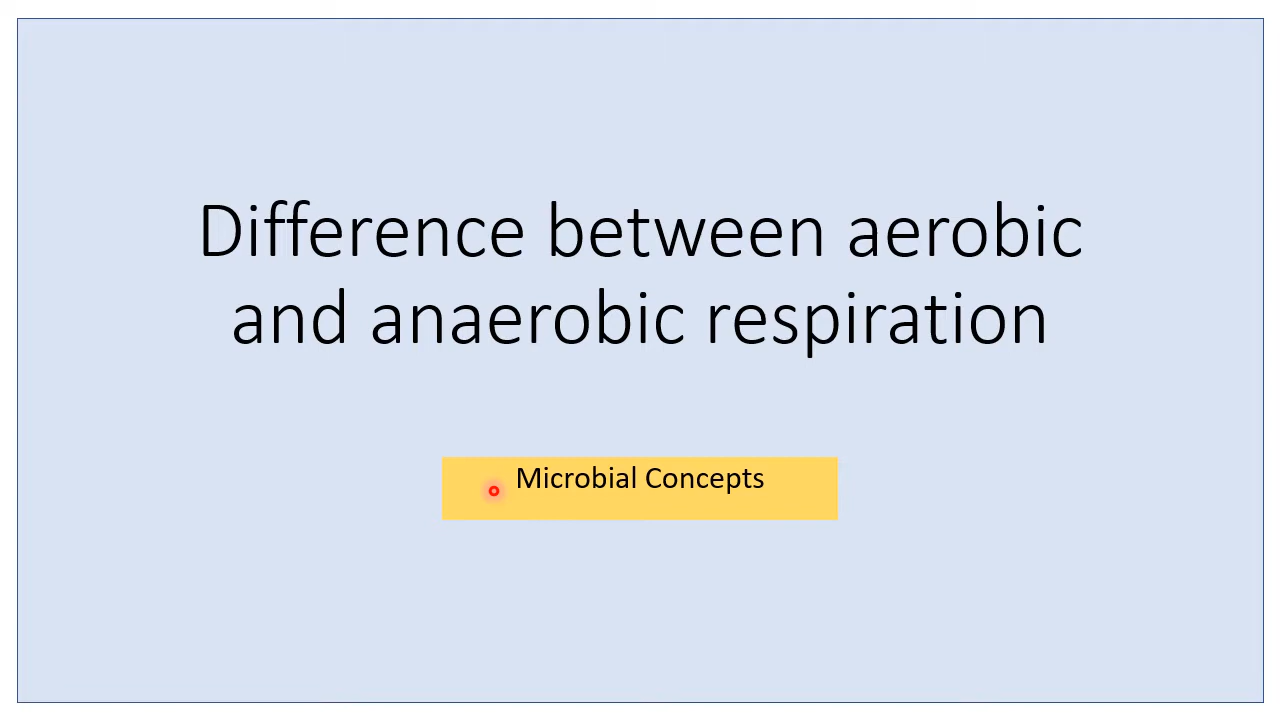 Difference between aerobic
and anaerobic respiration
Microbial Concepts